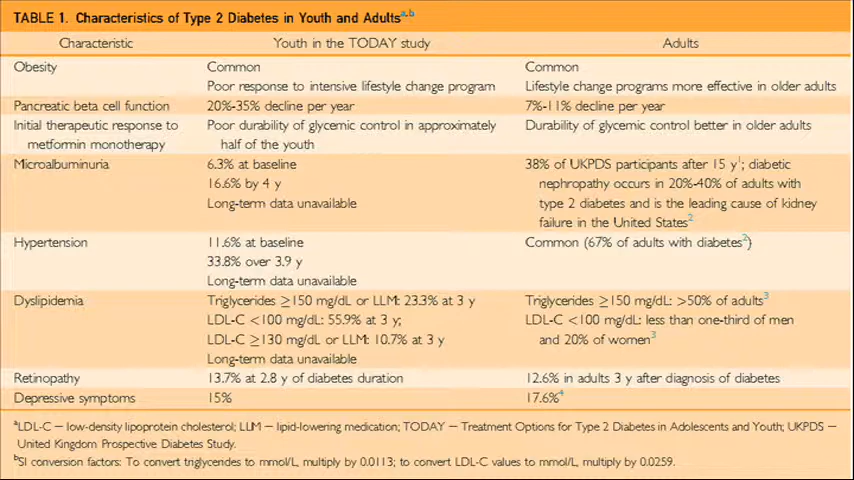 TABLE 1. Characteristics of Type 2 Diabetes in Youth and Adults a,b
Characteristic Youth in the TODAY study Adults
Obesity Common Common
Poor response to intensive lifestyle change program Lifestyle change programs more effective in older adults
Pancreatic beta cell function 20%-35% decline per year 7%-11% decline per year
Initial therapeutic response to Poor durability of glycemic control in approximately Durability of glycemic control better in older adults
metformin monotherapy half of the youth
Microalbuminuria 6.3% at baseline 38% of UKPDS participants after 15 y1; diabetic
16.6% by 4 y nephropathy occurs in 20%-40% of adults with
Long-term data unavailable type 2 diabetes and is the leading cause of kidney
failure in the United States2
Hypertension 11.6% at baseline Common (67% of adults with diabetes2)
33.8% over 3.9 y
Long-term data unavailable
Dyslipidemia Triglycerides ≥150 mg/dL or LLM: 23.3% at 3 y Triglycerides ≥150 mg/dL: >50% of adults3
LDL-C <100 mg/dL: 55.9% at 3 y; LDL-C <100 mg/dL: less than one-third of men
LDL-C ≥130 mg/dL or LLM: 10.7% at 3 y and 20% of women3
Long-term data unavailable
Retinopathy 13.7% at 2.8 y of diabetes duration 12.6% in adults 3 y after diagnosis of diabetes
Depressive symptoms 15% 17.6%4
aLDL-C = low-density lipoprotein cholesterol; LLM = lipid-lowering medication; TODAY = Treatment Options for Type 2 Diabetes in Adolescents and Youth; UKPDS =
United Kingdom Prospective Diabetes Study.
bSI conversion factors: To convert triglycerides to mmol/L, multiply by 0.0113; to convert LDL-C values to mmol/L, multiply by 0.0259.